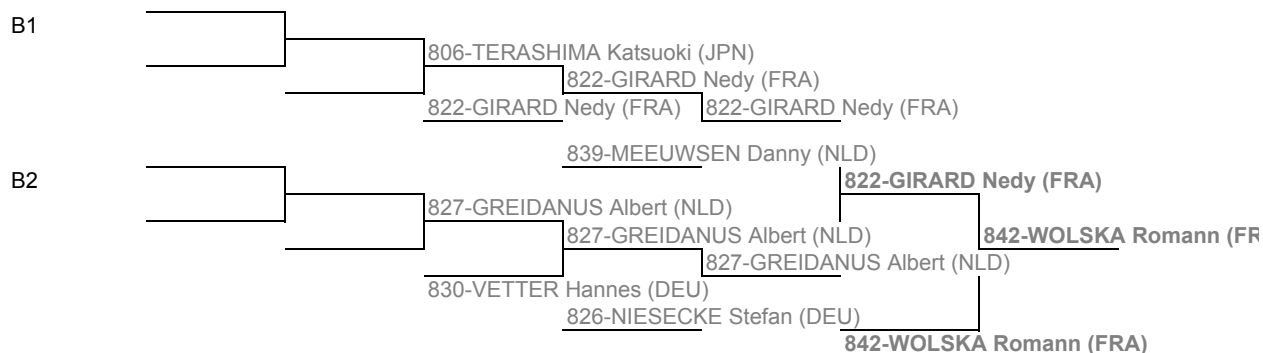 B1
806-TERASHIMA Katsuoki (JPN)
822-GIRARD Nedy (FRA)
822-GIRARD Nedy (FRA)
822-GIRARD Nedy (FRA)
839-MEEUWSEN Danny (NLD)
B2
822-GIRARD Nedy (FRA)
827-GREIDANUS Albert (NLD)
827-GREIDANUS Albert (NLD)
842-WOLSKA Romann (FR
827-GREIDANUS Albert (NLD)
830-VETTER Hannes (DEU)
826-NIESECKE Stefan (DEU)
842-WOLSKA Romann (FRA)